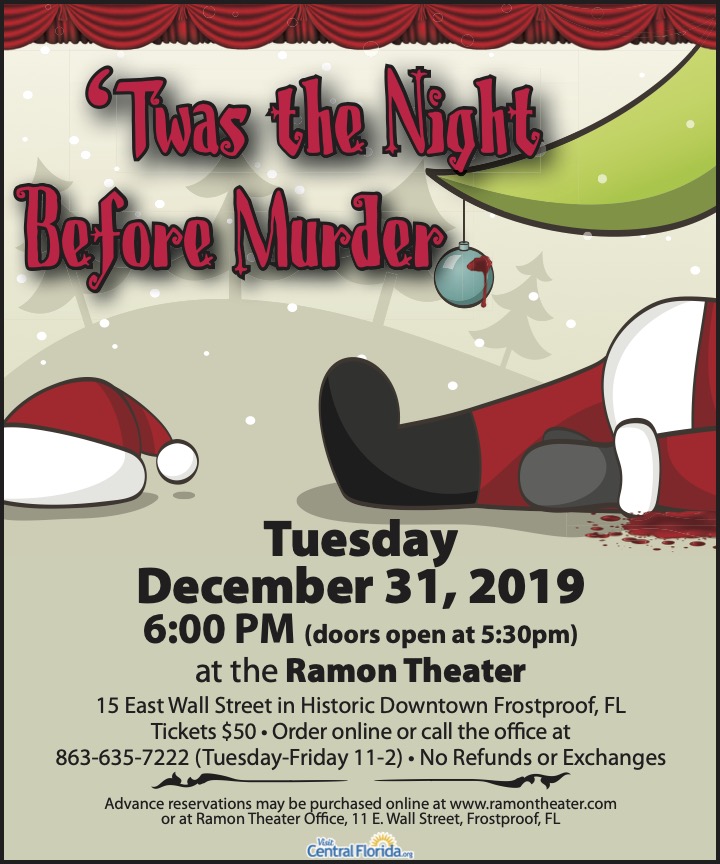 ‘Twas the Night
Before Murder
Tuesday
December 31, 2019
6:00 PM (doors open at 5:30pm)
at the Ramon Theater
15 East Wall Street in Historic Downtown Frostproof, FL
Tickets $50 • Order online or call the office at
863-635-7222 (Tuesday-Friday 11-2) • No Refunds or Exchanges
Advance reservations may be purchased online at www.ramontheater.com
or at Ramon Theater Office, 11 E. Wall Street, Frostproof, FL
Visit
Central Florida.org